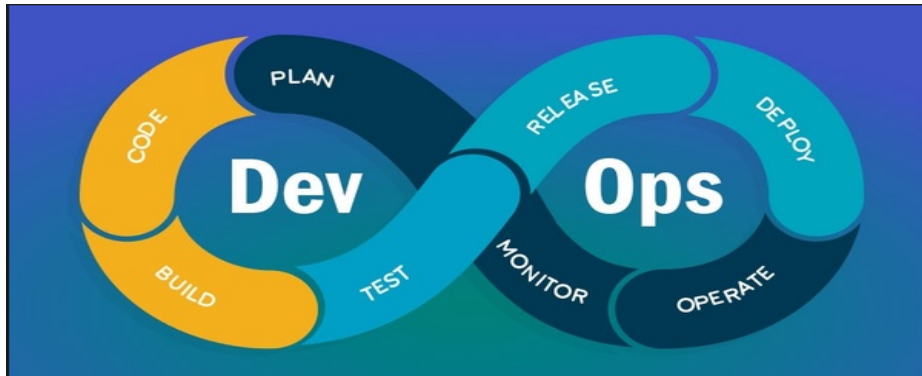 PLAN
CODE
BUILD
TEST
RELEASE
DEPLOY
OPERATE
MONITOR
Dev
Ops